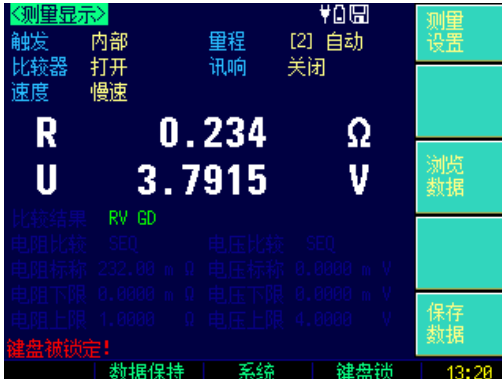 <测量显示>
触发 内部 量程 [2] 自动
比较器 打开 讯响 关闭
速度 慢速
R 0.234 Ω
U 3.7915 V
比较结果 RV GD
电阻比较 SEQ 电压比较 SEQ
电阻标称 232.00 m Ω 电压标称 0.0000 m V
电阻下限 0.0000 m Ω 电压下限 0.0000 m V
电阻上限 1.0000 Ω 电压上限 4.0000 V
键盘被锁定!
数据保持 系统 键盘锁 13:20
测量
设置
浏览
数据
保存
数据